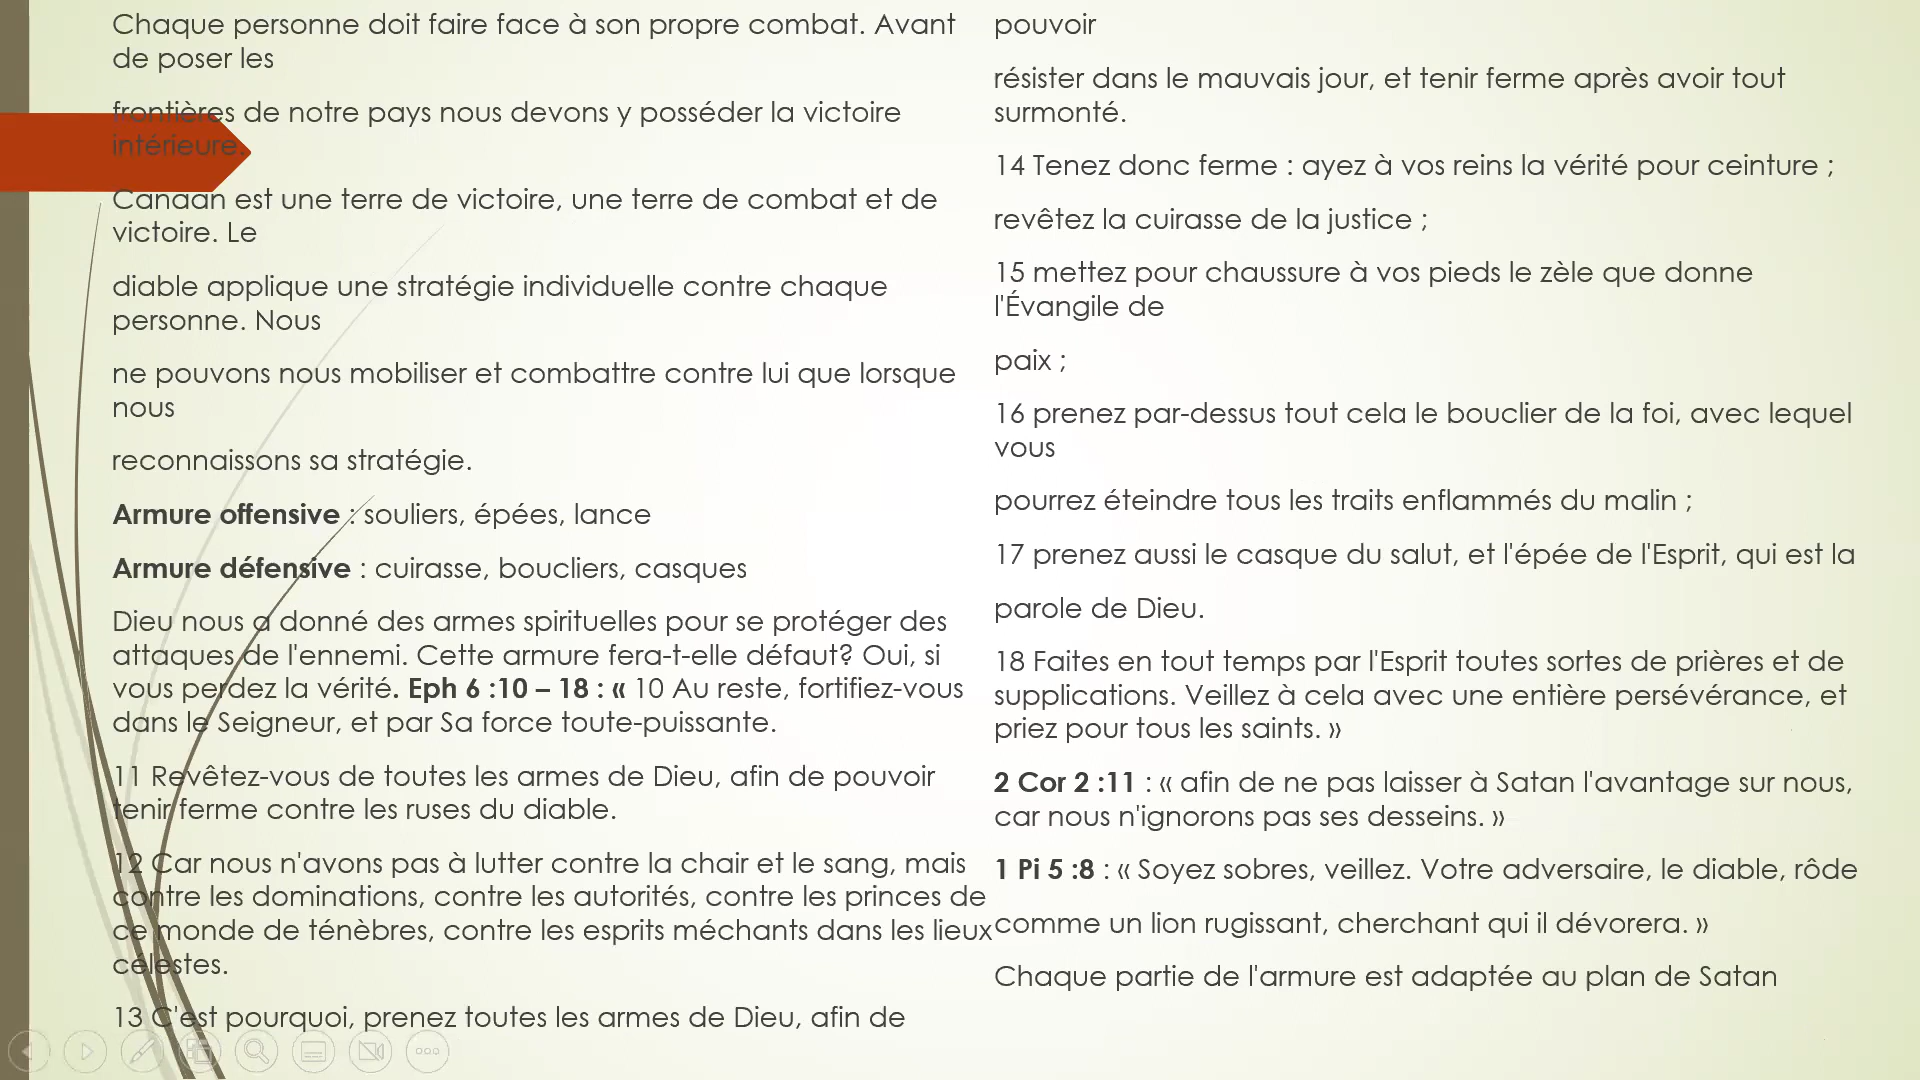 Chaque personne doit faire face à son propre combat. Avant
de poser les
frontières de notre pays nous devons y posséder la victoire
intérieure.
Canaan est une terre de victoire, une terre de combat et de
victoire. Le
diable applique une stratégie individuelle contre chaque
personne. Nous
ne pouvons nous mobiliser et combattre contre lui que lorsque
nous
reconnaissons sa stratégie.
Armure offensive : souliers, épées, lance
Armure défensive : cuirasse, boucliers, casques
Dieu nous a donné des armes spirituelles pour se protéger des
attaques de l'ennemi. Cette armure fera-t-elle défaut? Oui, si
vous perdez la vérité. Eph 6 :10 – 18 : « 10 Au reste, fortifiez-vous
dans le Seigneur, et par Sa force toute-puissante.
11 Revêtez-vous de toutes les armes de Dieu, afin de pouvoir
tenir ferme contre les ruses du diable.
12 Car nous n'avons pas à lutter contre la chair et le sang, mais
contre les dominations, contre les autorités, contre les princes de
ce monde de ténèbres, contre les esprits méchants dans les lieux
célestes.
13 C'est pourquoi, prenez toutes les armes de Dieu, afin de
pouvoir
résister dans le mauvais jour, et tenir ferme après avoir tout
surmonté.
14 Tenez donc ferme : ayez à vos reins la vérité pour ceinture ;
revêtez la cuirasse de la justice ;
15 mettez pour chaussure à vos pieds le zèle que donne
l'Évangile de
paix ;
16 prenez par-dessus tout cela le bouclier de la foi, avec lequel
vous
pourrez éteindre tous les traits enflammés du malin ;
17 prenez aussi le casque du salut, et l'épée de l'Esprit, qui est la
parole de Dieu.
18 Faites en tout temps par l'Esprit toutes sortes de prières et de
supplications. Veillez à cela avec une entière persévérance, et
priez pour tous les saints. »
2 Cor 2 :11 : « afin de ne pas laisser à Satan l'avantage sur nous,
car nous n'ignorons pas ses desseins. »
1 Pi 5 :8 : « Soyez sobres, veillez. Votre adversaire, le diable, rôde
comme un lion rugissant, cherchant qui il dévorera. »
Chaque partie de l'armure est adaptée au plan de Satan